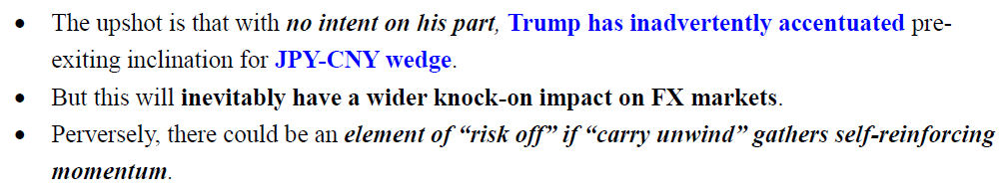 • The upshot is that with no intent on his part, Trump has inadvertently accentuated pre-
exiting inclination for JPY-CNY wedge.
• But this will inevitably have a wider knock-on impact on FX markets.
• Perversely, there could be an element of “risk off” if “carry unwind” gathers self-reinforcing
momentum.